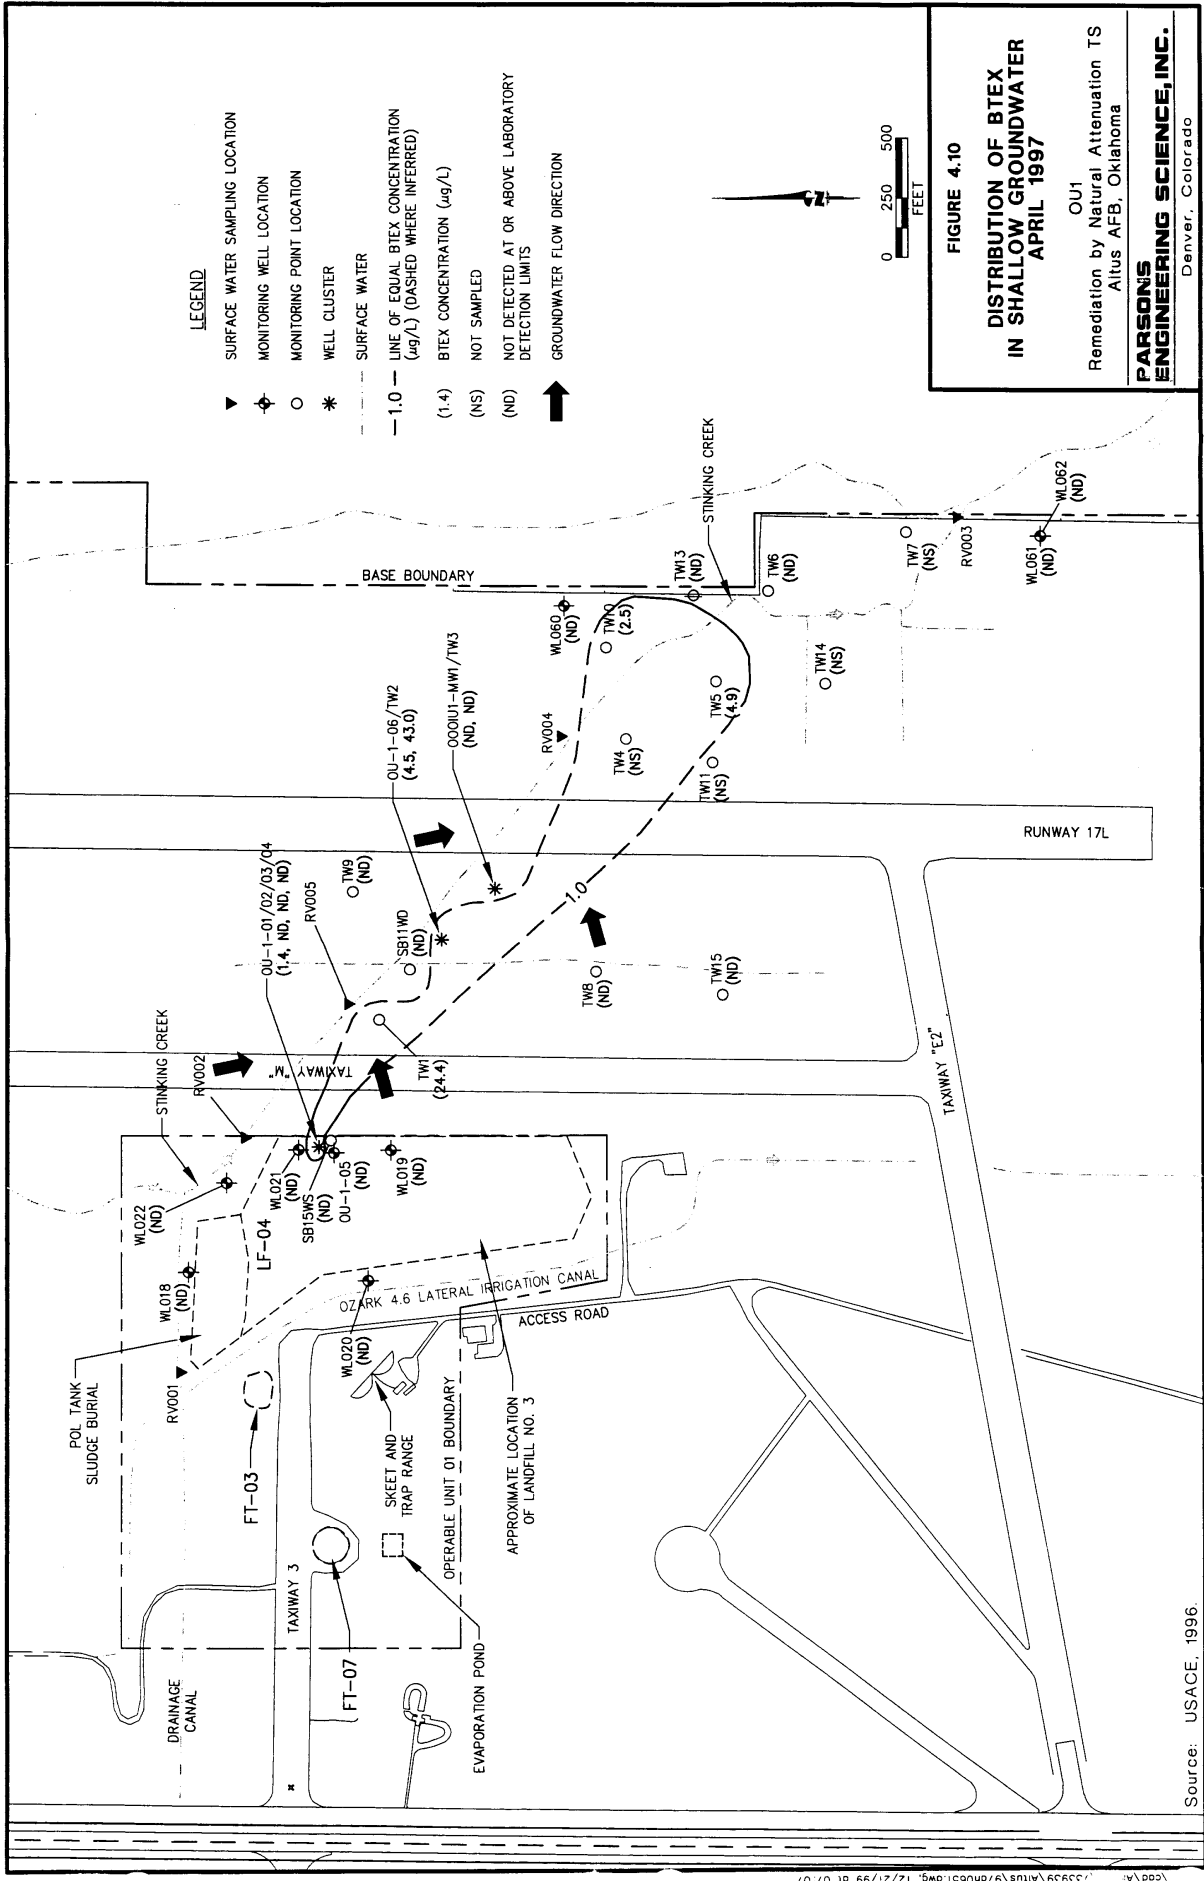 LEGEND
SURFACE WATER SAMPLING LOCATION
MONITORING WELL LOCATION
MONITORING POINT LOCATION
WELL CLUSTER
SURFACE WATER
1.0
LINE OF EQUAL BTEX CONCENTRATION
(µg/L) (DASHED WHERE INFERRED)
(1.4)
BTEX CONCENTRATION (µg/L)
(NS)
NOT SAMPLED
(ND)
NOT DETECTED AT OR ABOVE LABORATORY
DETECTION LIMITS
GROUNDWATER FLOW DIRECTION
N
0 250 500
FEET
FIGURE 4.10
DISTRIBUTION OF BTEX
IN SHALLOW GROUNDWATER
APRIL 1997
OU1
Remediation by Natural Attenuation TS
Altus AFB, Oklahoma
PARSONS
ENGINEERING SCIENCE, INC.
Denver, Colorado
BASE BOUNDARY
STINKING CREEK
WL060
(ND)
TW10
(2.5)
TW13
(ND)
TW6
(ND)
TW7
(NS)
RV003
WL061
(ND)
WL062
(ND)
TW14
(NS)
TW5
(4.9)
TW4
(NS)
TW11
(NS)
RV004
OU-1-06/TW2
(4.5, 43.0)
OOOIU1-MW1/TW3
(ND, ND)
RUNWAY 17L
1.0
OU-1-01/02/03/04
(1.4, ND, ND, ND)
RV005
TW9
(ND)
SB11WD
(ND)
TW8
(ND)
TW15
(ND)
TW1
(24.4)
TAXIWAY "M"
TAXIWAY "E2"
STINKING CREEK
RV002
WL022
(ND)
WL021
(ND)
SB15WS
(ND)
OU-1-05
(ND)
WL019
(ND)
LF-04
WL018
(ND)
WL020
(ND)
OZARK 4.6 LATERAL IRRIGATION CANAL
ACCESS ROAD
POL TANK
SLUDGE BURIAL
RV001
FT-03
SKEET AND
TRAP RANGE
OPERABLE UNIT 01 BOUNDARY
APPROXIMATE LOCATION
OF LANDFILL NO. 3
TAXIWAY 3
FT-07
EVAPORATION POND
DRAINAGE
CANAL
Source: USACE, 1996.